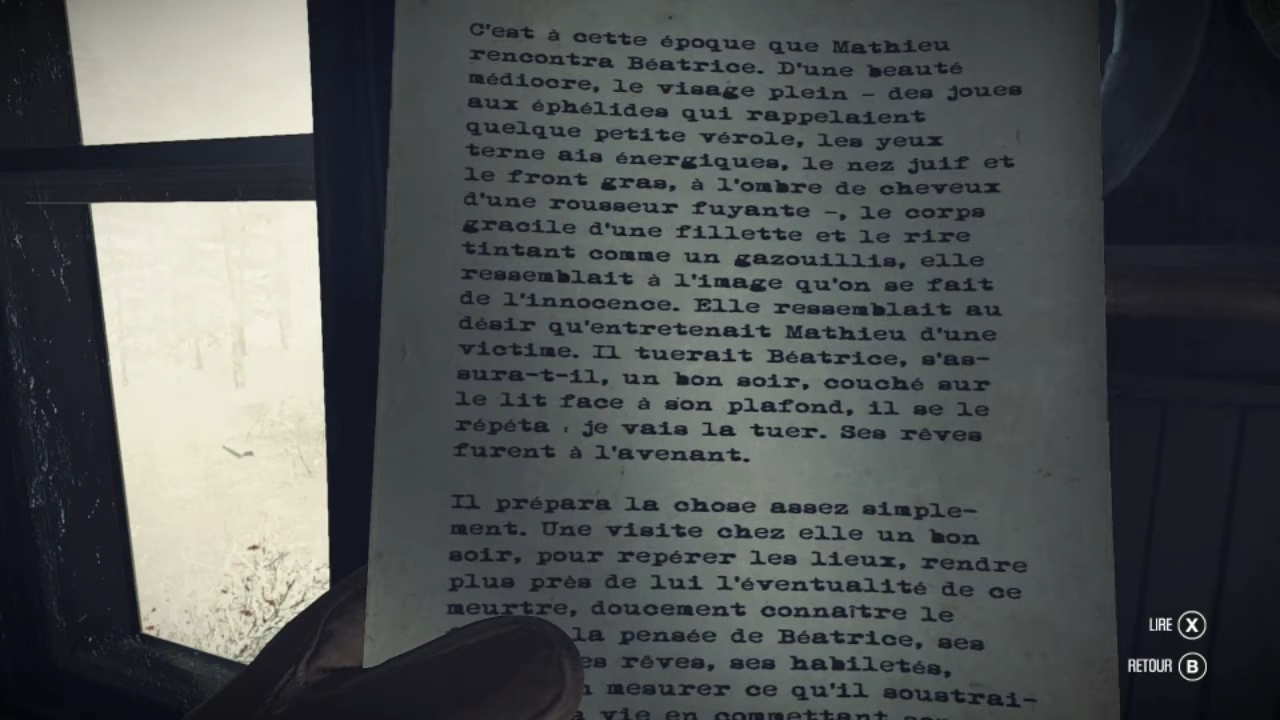 C'est à cette époque que Mathieu
rencontra Béatrice. D'une beauté
médiocre, le visage plein - des joues
aux éphélides qui rappelaient
quelque petite vérole, les yeux
terne ais énergiques, le nez juif et
le front gras, à l'ombre de cheveux
d'une rousseur fuyante -, le corps
gracile d'une fillette et le rire
tintant comme un gazouillis, elle
ressemblait à l'image qu'on se fait
de l'innocence. Elle ressemblait au
désir qu'entretenait Mathieu d'une
victime. Il tuerait Béatrice, s'as-
sura-t-il, un bon soir, couché sur
le lit face à son plafond, il se le
répéta : je vais la tuer. Ses rêves
furent à l'avenant.
Il prépara la chose assez simple-
ment. Une visite chez elle un bon
soir, pour repérer les lieux, rendre
plus près de lui l'éventualité de ce
meurtre, doucement connaître le
la pensée de Béatrice, ses
rêves, ses habiletés,
mesurer ce qu'il soustrai-
vie en commettant
LIRE X
RETOUR B